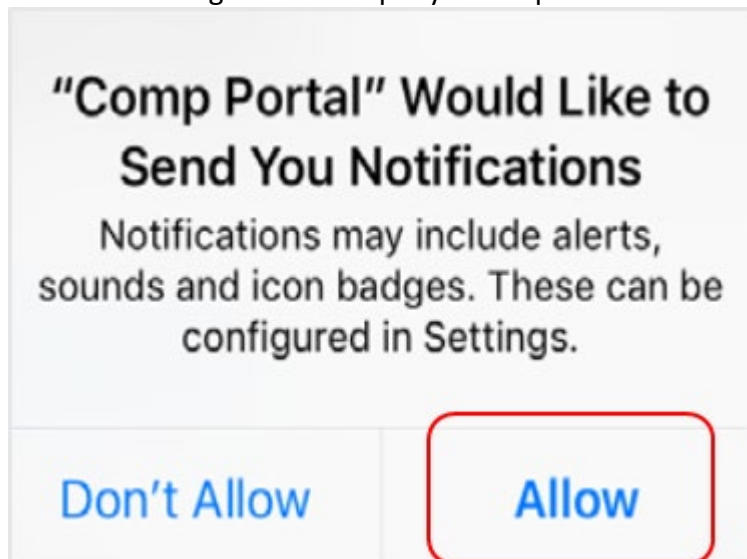 "Comp Portal" Would Like to
Send You Notifications
Notifications may include alerts,
sounds and icon badges. These can be
configured in Settings.
Don't Allow
Allow